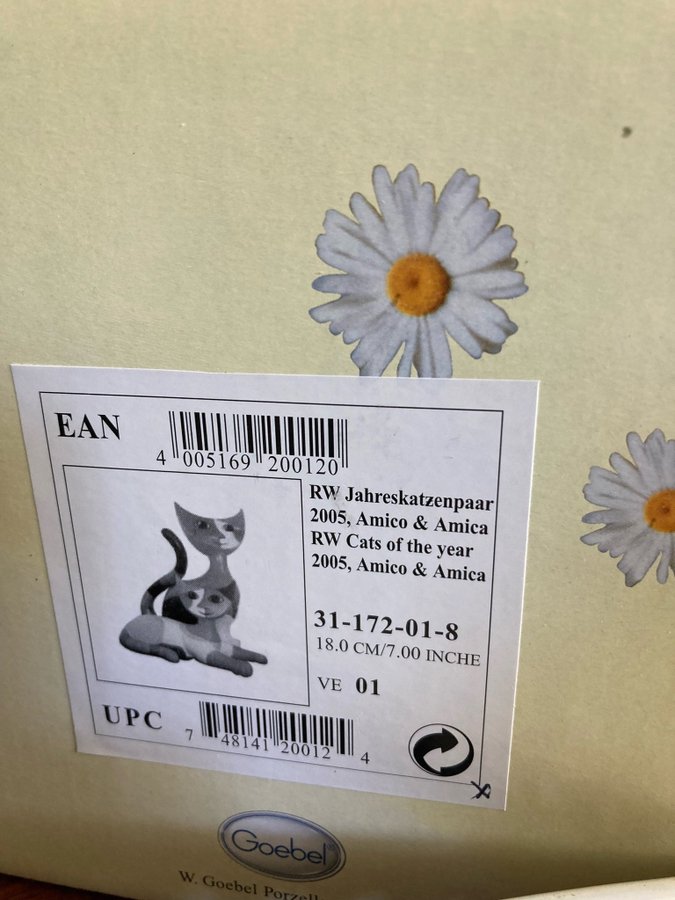 EAN
4 005169 200120
RW Jahreskatzenpaar
2005, Amico & Amica
RW Cats of the year
2005, Amico & Amica
31-172-01-8
18.0 CM/7.00 INCHE
VE 01
UPC
7 48141 20012 4
Goebel
W. Goebel Porzell